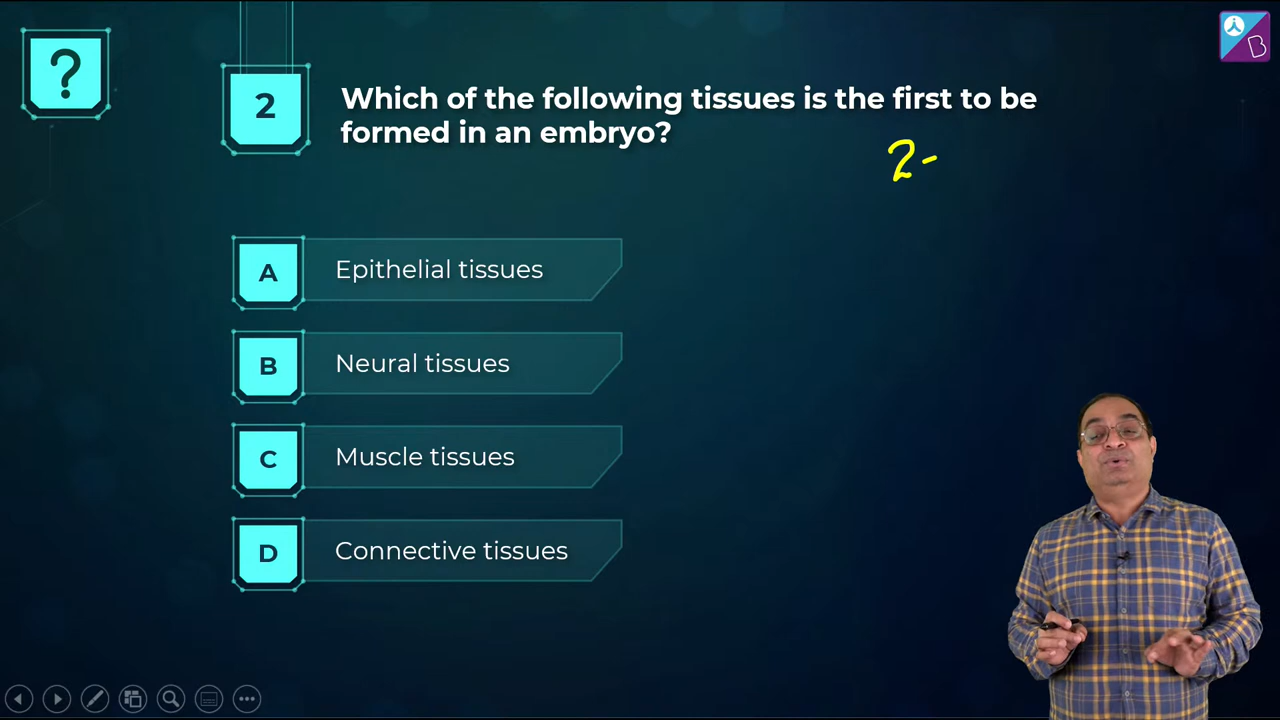 ?
2
Which of the following tissues is the first to be
formed in an embryo?
2-
A
Epithelial tissues
B
Neural tissues
C
Muscle tissues
D
Connective tissues
B